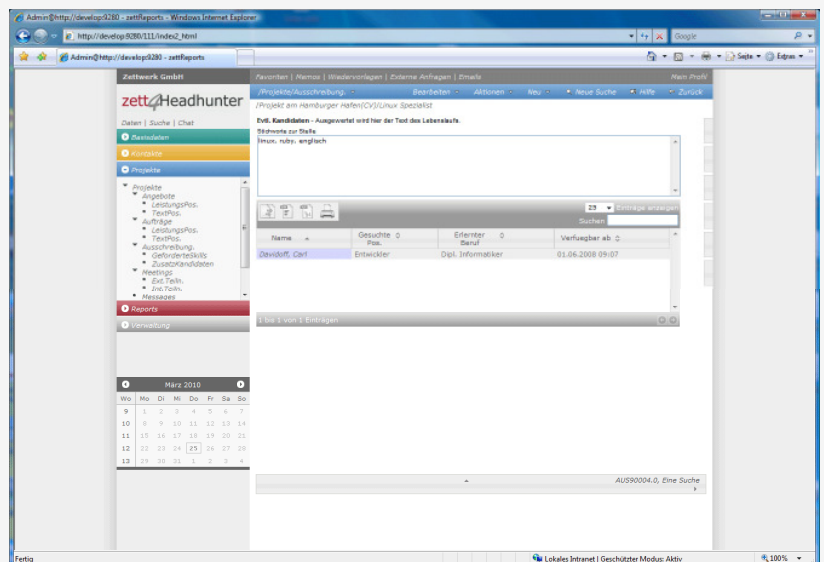 Admin@http://develop:9280 - zettReports - Windows Internet Explorer
http://develop:9280/111/index2_html
Google
Admin@http://develop:9280 - zettReports
Seite
Extras
Zettwerk GmbH
Favoriten | Memos | Wiedervorlagen | Externe Anfragen | Emails
Mein Profil
zett4Headhunter
/Projekte/Ausschreibung.
Bearbeiten
Aktionen
Neu
Neue Suche
Hilfe
Zurück
/Projekt am Hamburger Hafen(CV)/Linux Spezialist
Daten | Suche | Chat
Evtl. Kandidaten - Ausgewertet wird hier der Text des Lebenslaufs.
Stichworte zur Stelle
linux, ruby, englisch
Basisdaten
Kontakte
Projekte
Projekte
Angebote
LeistungsPos.
TextPos.
Aufträge
LeistungsPos.
TextPos.
Ausschreibung.
GeforderteSkills
ZusatzKandidaten
Meetings
Ext.Teiln.
Int.Teiln.
Messages
Reports
Verwaltung
Einträge anzeigen
Suchen
Name
Gesuchte Pos.
Erlernter Beruf
Verfuegbar ab
Davidoff, Carl
Entwickler
Dipl. Informatiker
01.06.2008 09:07
1 bis 1 von 1 Einträgen
März 2010
Wo Mo Di Mi Do Fr Sa So
9 1 2 3 4 5 6 7
10 8 9 10 11 12 13 14
11 15 16 17 18 19 20 21
12 22 23 24 25 26 27 28
13 29 30 31 1 2 3 4
AUS90004.0, Eine Suche
Fertig
Lokales Intranet | Geschützter Modus: Aktiv
100%